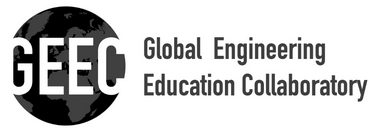 GEEC
Global Engineering
Education Collaboratory